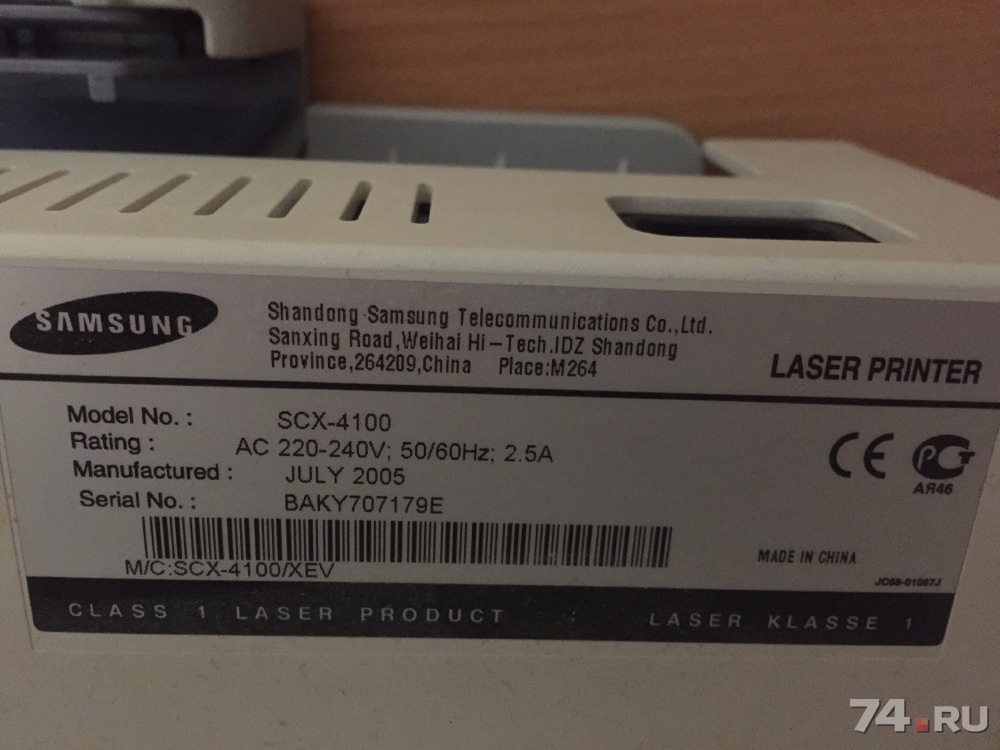 SAMSUNG
Shandong Samsung Telecommunications Co.,Ltd.
Sanxing Road,Weihai Hi-Tech.IDZ Shandong
Province,264209,China Place:M264
LASER PRINTER
Model No. : SCX-4100
Rating : AC 220-240V; 50/60Hz; 2.5A
Manufactured : JULY 2005
Serial No. : BAKY707179E
CE PCT
АЯ46
M/C:SCX-4100/XEV
MADE IN CHINA
JC68-01067J
CLASS 1 LASER PRODUCT : LASER KLASSE 1
74.RU